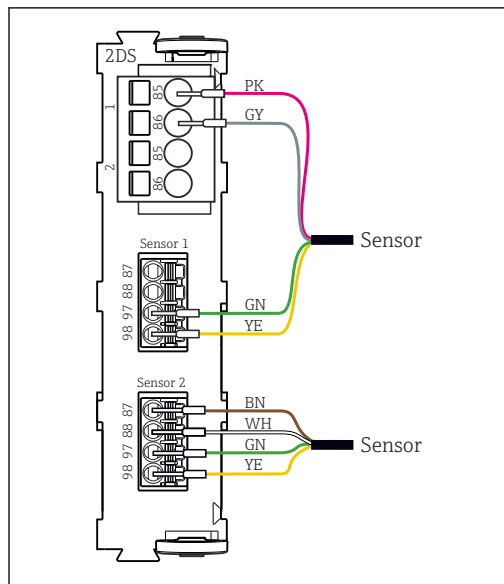 2DS
1 85 PK
86 GY
2 85
86
Sensor
Sensor 1
87
88
97 GN
98 YE
Sensor 2
87 BN
88 WH
97 GN
98 YE
Sensor